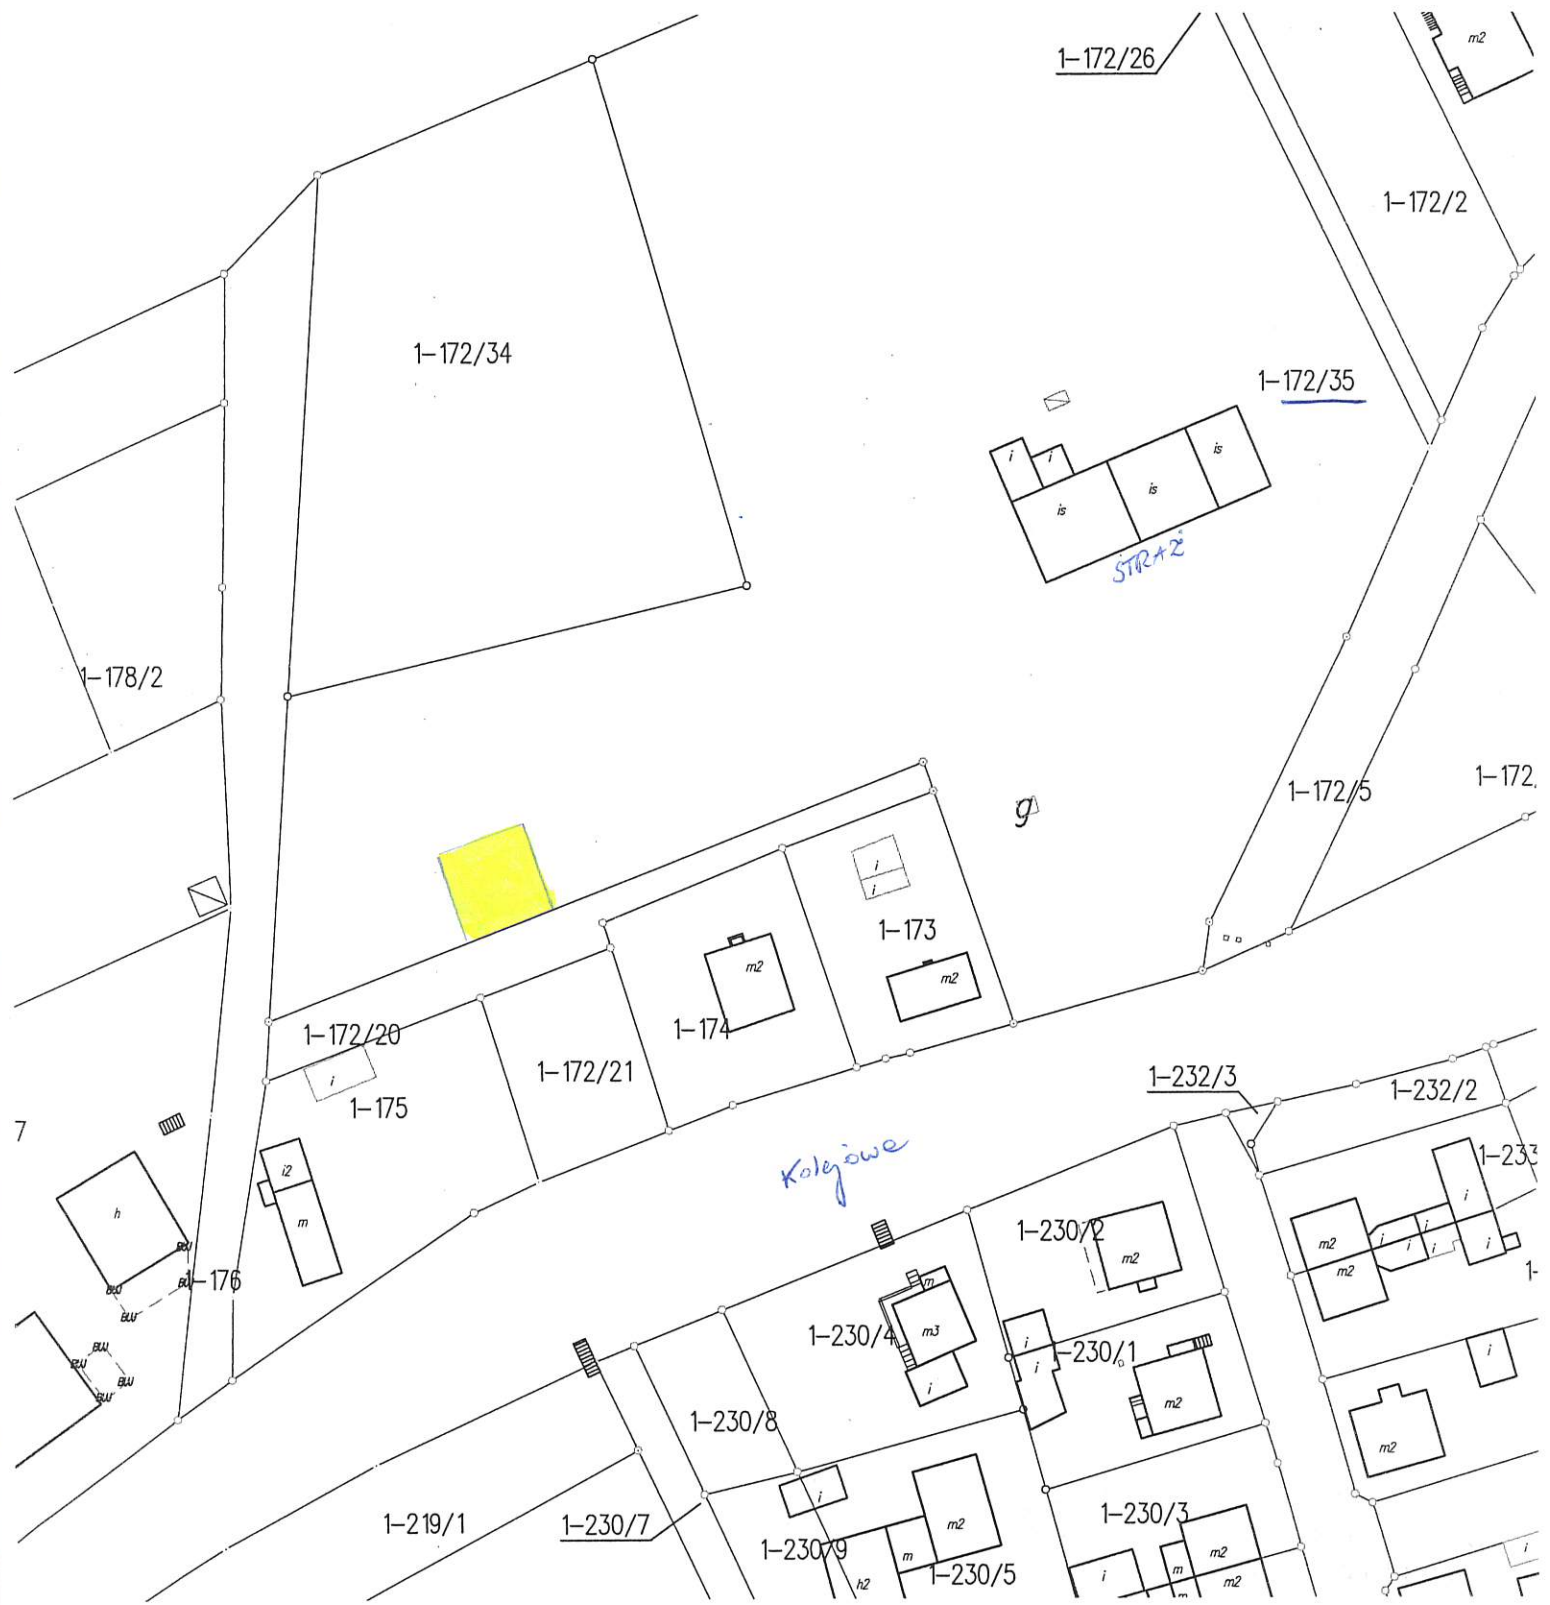 1-172/26
m2
1-172/2
1-172/34
1-172/35
i
i
is
is
is
STRAŻ
1-178/2
g
1-172/5
1-172
i
i
1-173
m2
m2
1-174
1-172/20
1-172/21
i
1-175
7
i2
m
h
BW
BW
BW
BW
1-176
BW
BW
BW
BW
Kolejowa
1-232/3
1-232/2
1-233
i
i
i
i
i
i
m2
m2
1-
1-230/2
m2
m
m3
1-230/4
i
i
i
1-230/1
m2
i
m2
1-230/8
1-219/1
1-230/7
i
m2
1-230/9
m
1-230/5
h2
1-230/3
m2
m
m2
m
i
i